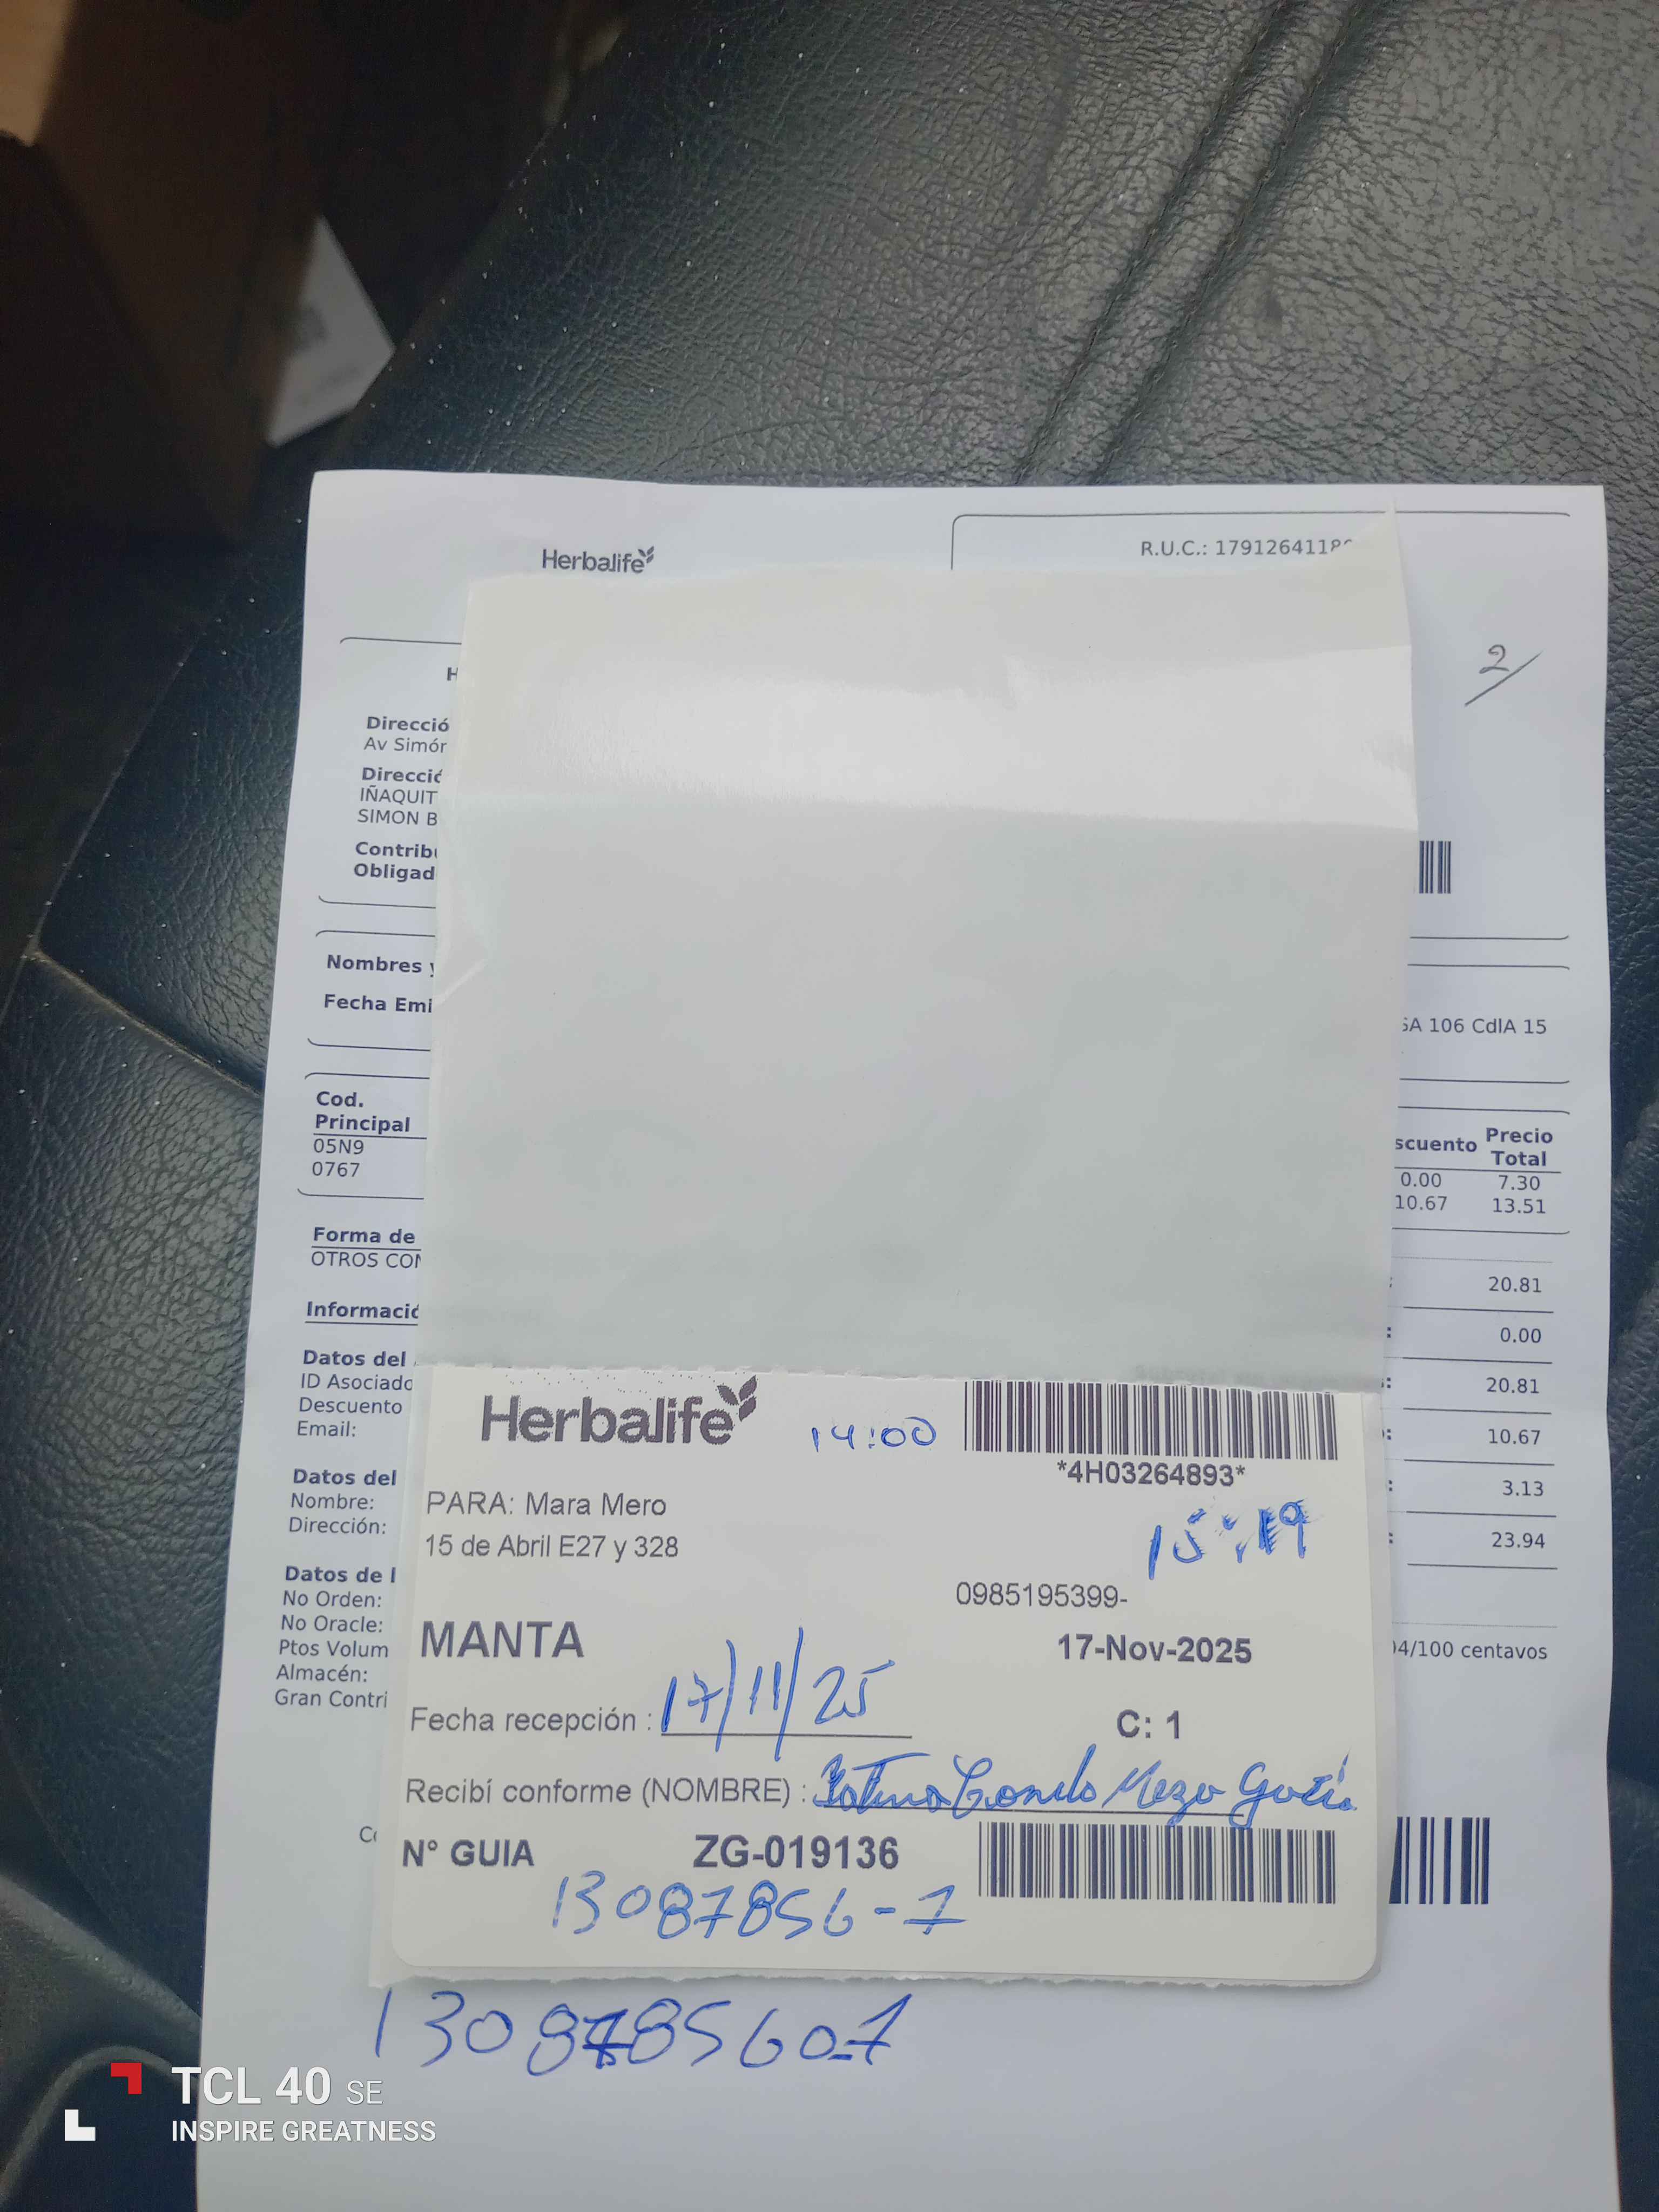 Herbalife
R.U.C.: 179126411
2/
H
Direcció
Av Simón
Direcció
IÑAQUIT
SIMON B
Contribu
Obligad
Nombres y
Fecha Emi
SA 106 CdlA 15
Cod.
Principal
05N9
0767
scuento Precio Total
0.00 7.30
10.67 13.51
Forma de
OTROS CON
Informació
20.81
0.00
20.81
10.67
3.13
23.94
Datos del
ID Asociado
Descuento
Email:
Datos del
Nombre:
Dirección:
Datos de l
No Orden:
No Oracle:
Ptos Volum
Almacén:
Gran Contri
04/100 centavos
Herbalife 14:00
*4H03264893*
PARA: Mara Mero
15:19
15 de Abril E27 y 328
0985195399-
MANTA 17-Nov-2025
Fecha recepción : 17/11/25 C: 1
Recibí conforme (NOMBRE) :
N° GUIA ZG-019136
13087856-7
TCL 40 SE
INSPIRE GREATNESS